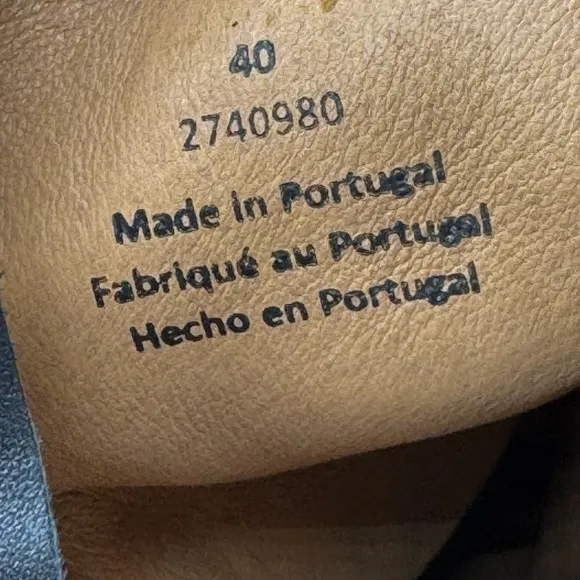 40
2740980
Made in Portugal
Fabriqué au Portugal
Hecho en Portugal